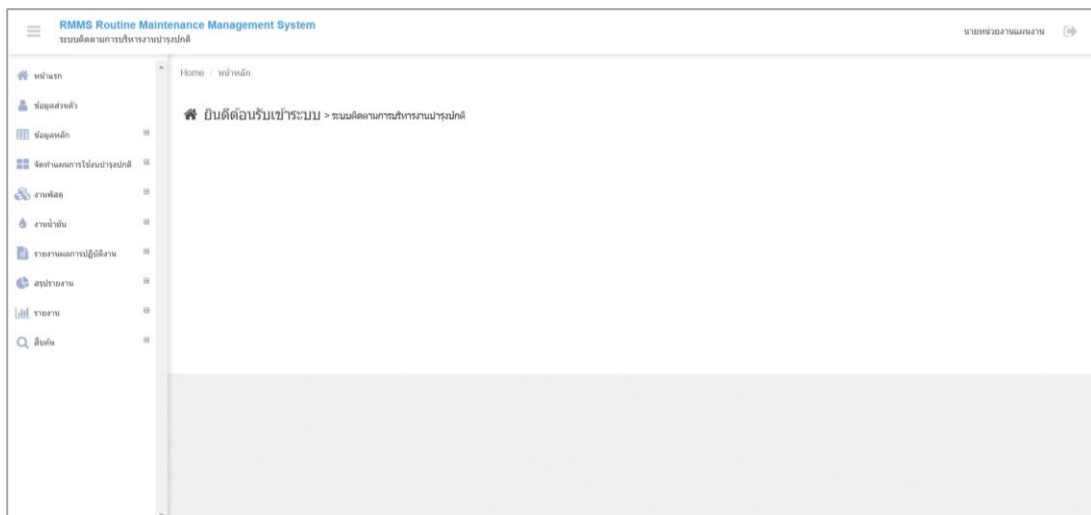 RMMS Routine Maintenance Management System
ระบบติดตามการบริหารงานบำรุงปกติ
นายหน่วยงานแผนงาน
หน้าแรก
ข้อมูลส่วนตัว
ข้อมูลหลัก
จัดทำแผนการใช้งบบำรุงปกติ
งานพัสดุ
งานน้ำมัน
รายงานผลการปฏิบัติงาน
สรุปรายงาน
รายงาน
สืบค้น
Home / หน้าหลัก
ยินดีต้อนรับเข้าระบบ > ระบบติดตามการบริหารงานบำรุงปกติ